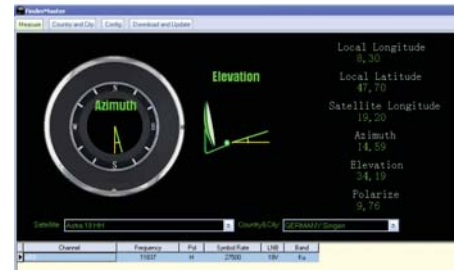 FinderMaster
Measure County and City Config. Download and Update
Azimuth
Elevation
Local Longitude
8,30
Local Latitude
47,70
Satellite Longitude
19,20
Azimuth
14,59
Elevation
34,19
Polarize
9,76
Satellite: Astra 19 HH Country&City: GERMANY Singen
Channel Frequency Pol Symbol Rate LNB Band
11837 H 27500 18V Ku